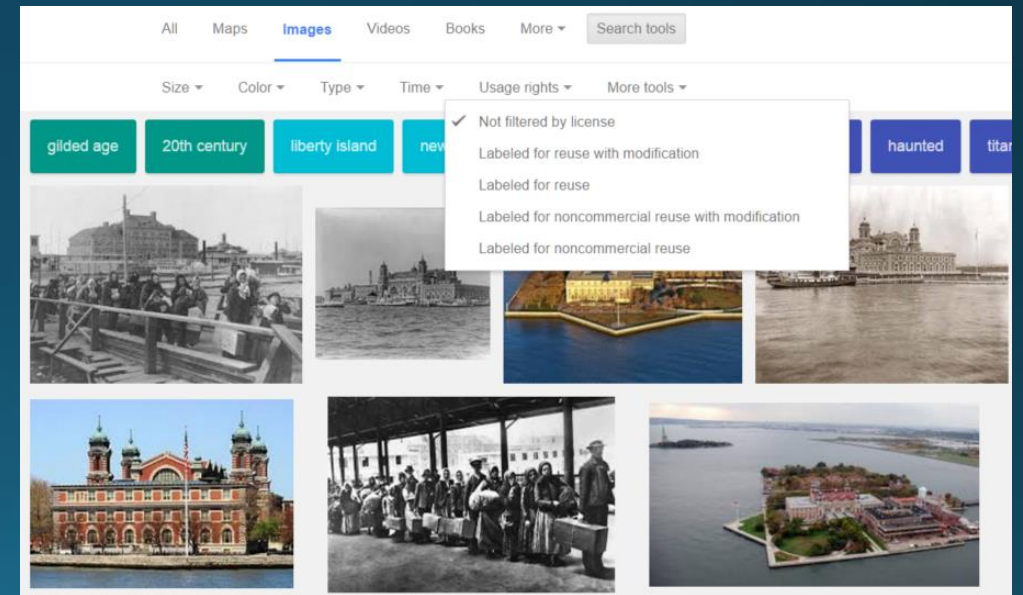 All Maps Images Videos Books More Search tools
Size Color Type Time Usage rights More tools
Not filtered by license
Labeled for reuse with modification
Labeled for reuse
Labeled for noncommercial reuse with modification
Labeled for noncommercial reuse
gilded age 20th century liberty island new haunted titan